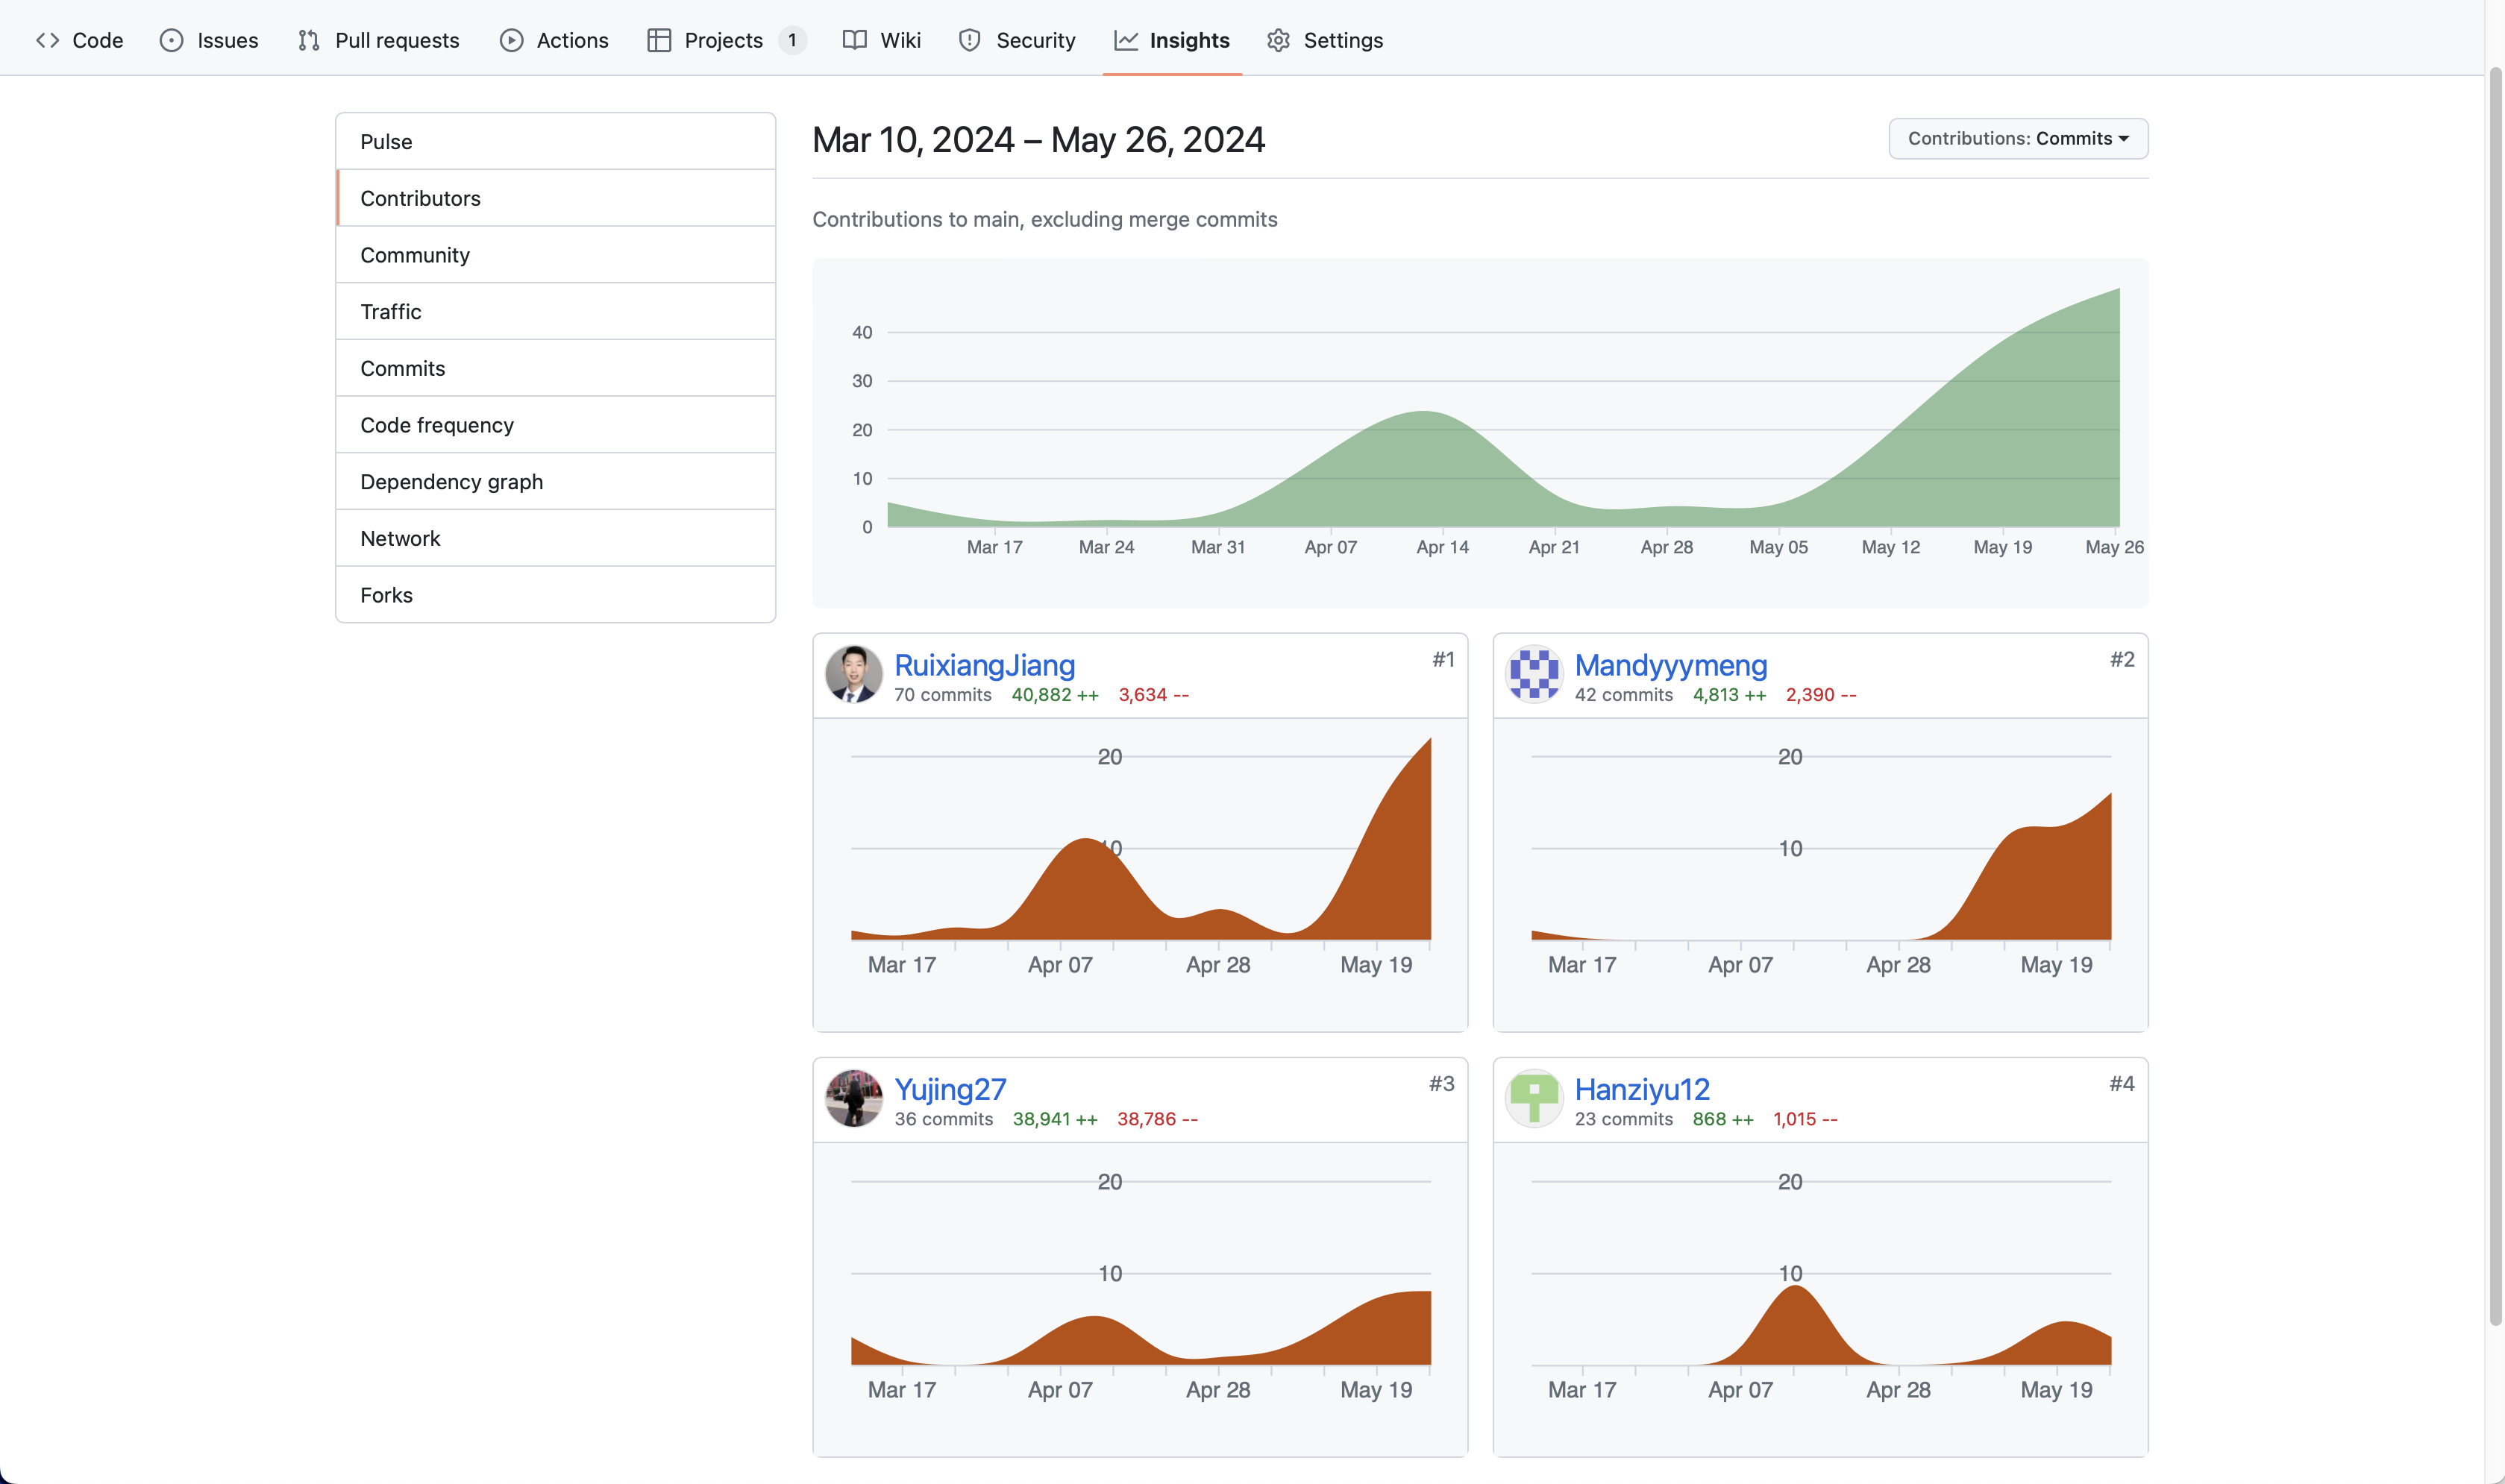 Code Issues Pull requests Actions Projects 1 Wiki Security Insights Settings
Pulse
Contributors
Community
Traffic
Commits
Code frequency
Dependency graph
Network
Forks
Mar 10, 2024 – May 26, 2024
Contributions: Commits
Contributions to main, excluding merge commits
40
30
20
10
0
Mar 17 Mar 24 Mar 31 Apr 07 Apr 14 Apr 21 Apr 28 May 05 May 12 May 19 May 26
RuixiangJiang #1
70 commits 40,882 ++ 3,634 --
20
10
Mar 17 Apr 07 Apr 28 May 19
Mandyyymeng #2
42 commits 4,813 ++ 2,390 --
20
10
Mar 17 Apr 07 Apr 28 May 19
Yujing27 #3
36 commits 38,941 ++ 38,786 --
20
10
Mar 17 Apr 07 Apr 28 May 19
Hanziyu12 #4
23 commits 868 ++ 1,015 --
20
10
Mar 17 Apr 07 Apr 28 May 19